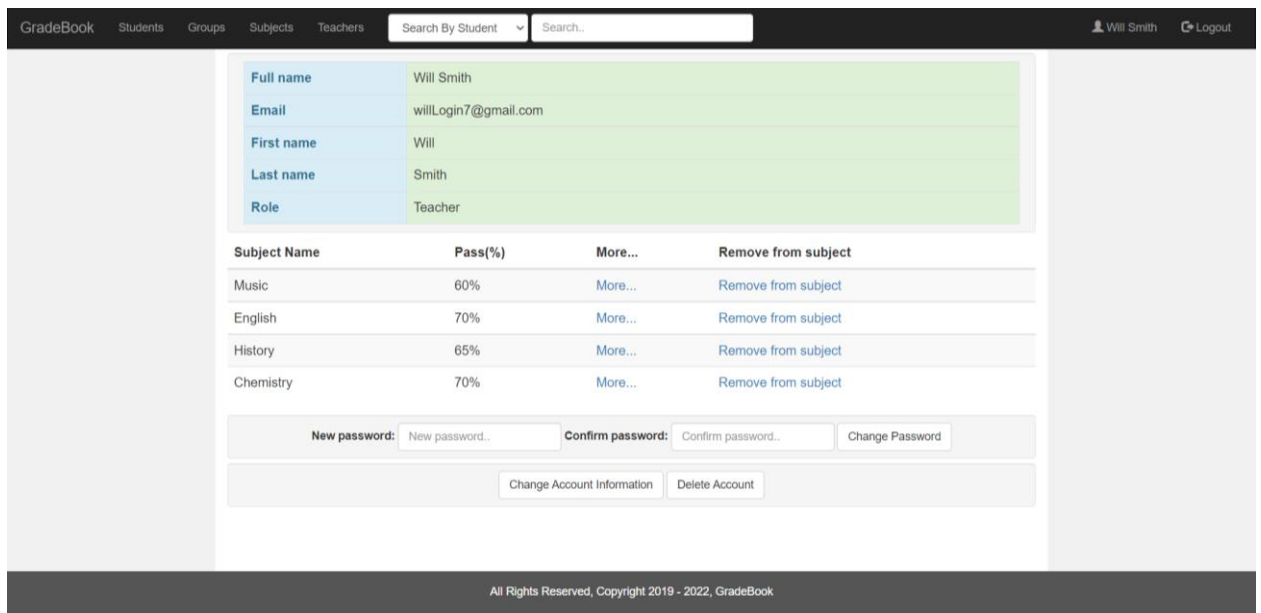 GradeBook Students Groups Subjects Teachers Search By Student Search.. Will Smith Logout
Full name Will Smith
Email willLogin7@gmail.com
First name Will
Last name Smith
Role Teacher
Subject Name Pass(%) More... Remove from subject
Music 60% More... Remove from subject
English 70% More... Remove from subject
History 65% More... Remove from subject
Chemistry 70% More... Remove from subject
New password: New password.. Confirm password: Confirm password.. Change Password
Change Account Information Delete Account
All Rights Reserved, Copyright 2019 - 2022, GradeBook